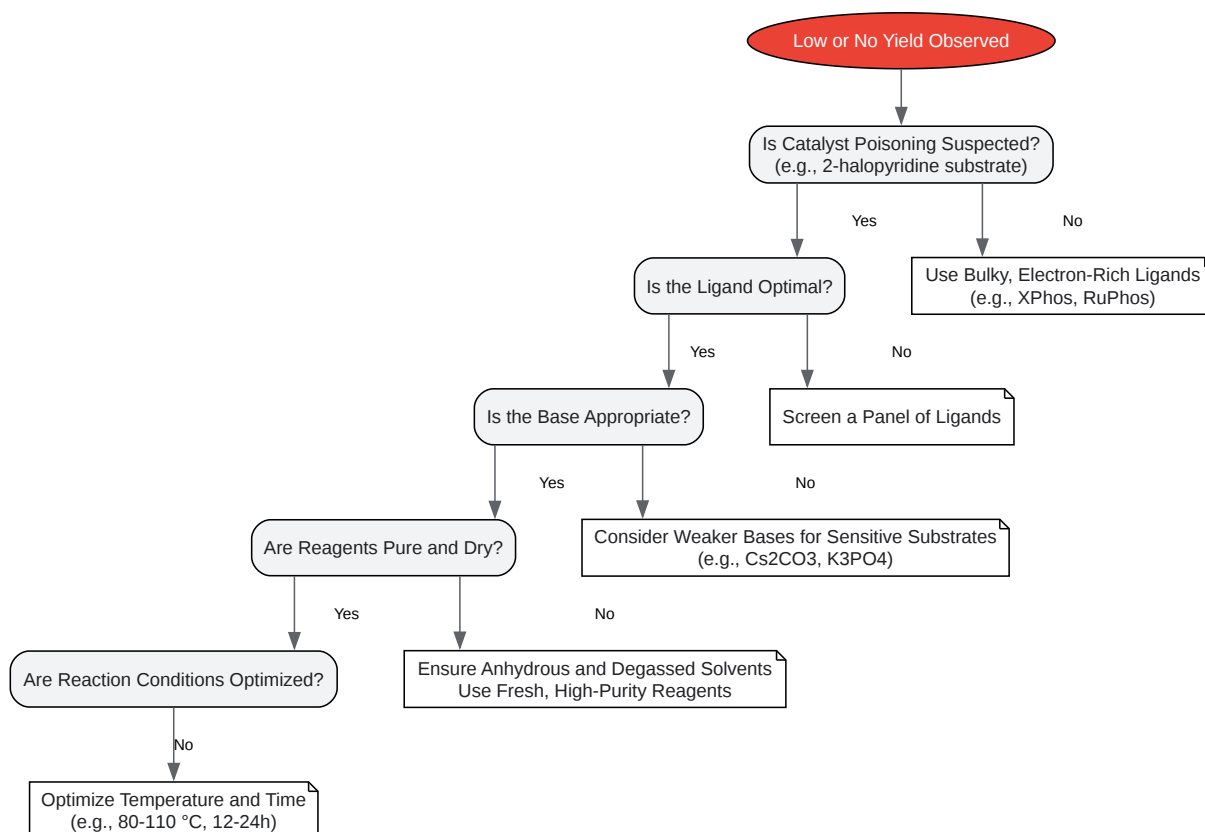 Low or No Yield Observed
Is Catalyst Poisoning Suspected?
(e.g., 2-halopyridine substrate)
Yes
No
Is the Ligand Optimal?
Use Bulky, Electron-Rich Ligands
(e.g., XPhos, RuPhos)
Yes
No
Is the Base Appropriate?
Screen a Panel of Ligands
Yes
No
Are Reagents Pure and Dry?
Consider Weaker Bases for Sensitive Substrates
(e.g., Cs2CO3, K3PO4)
Yes
No
Are Reaction Conditions Optimized?
Ensure Anhydrous and Degassed Solvents
Use Fresh, High-Purity Reagents
No
Optimize Temperature and Time
(e.g., 80-110 °C, 12-24h)